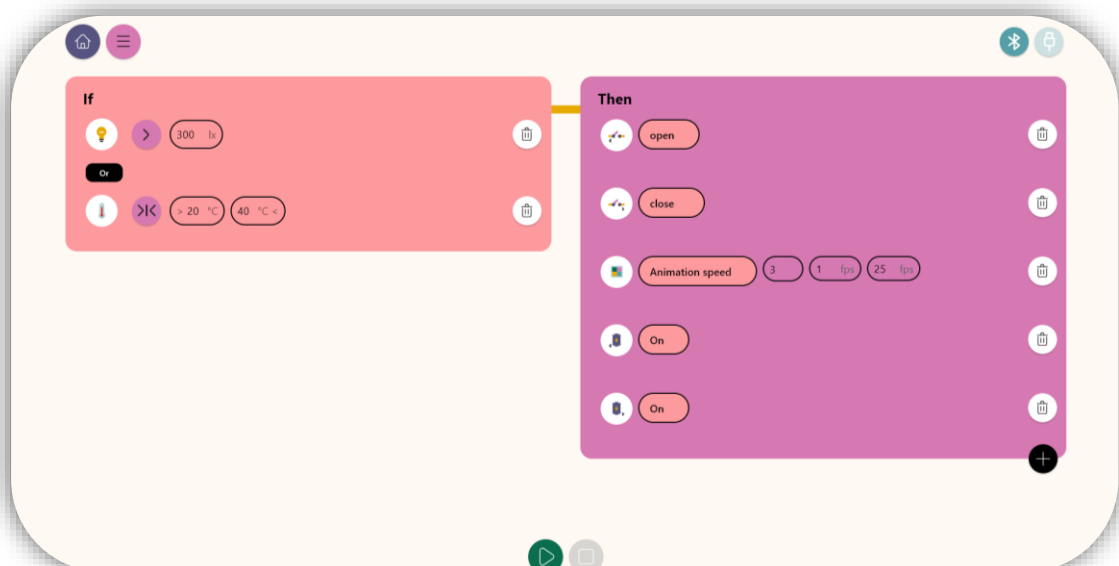 If
> 300 lx
Or
>|< > 20 °C 40 °C <
Then
open
close
Animation speed 3 1 fps 25 fps
On
On